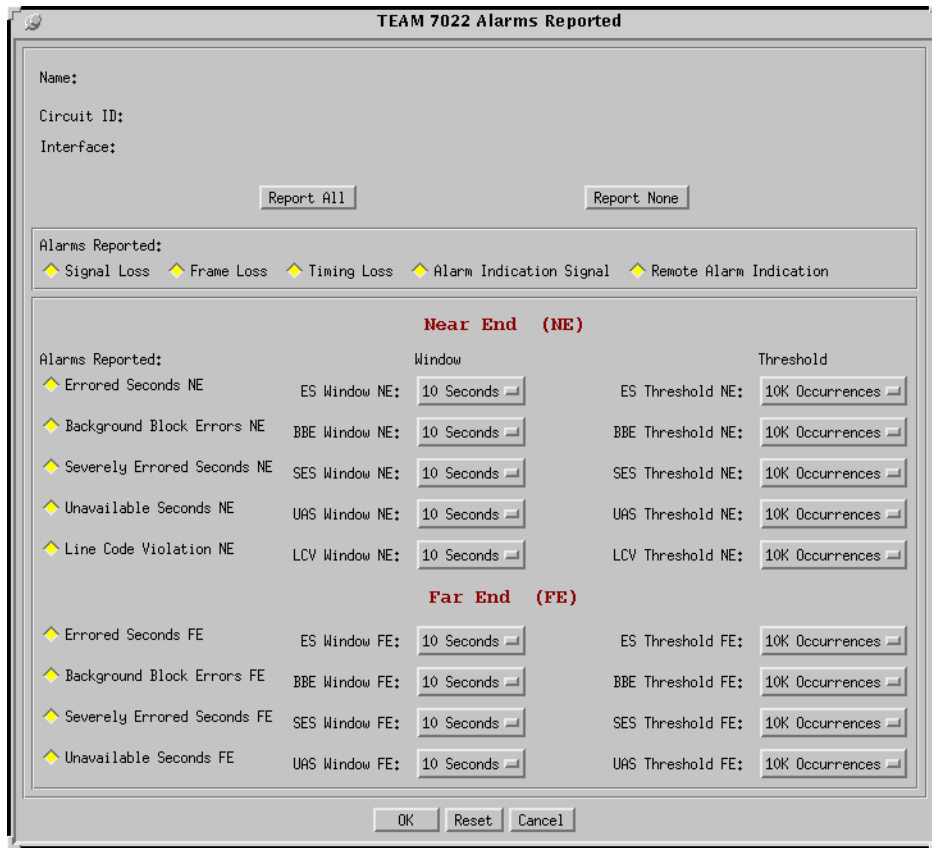 TEAM 7022 Alarms Reported
Name:
Circuit ID:
Interface:
Report All Report None
Alarms Reported:
Signal Loss Frame Loss Timing Loss Alarm Indication Signal Remote Alarm Indication
Near End (NE)
Alarms Reported: Window Threshold
Errored Seconds NE ES Window NE: 10 Seconds ES Threshold NE: 10K Occurrences
Background Block Errors NE BBE Window NE: 10 Seconds BBE Threshold NE: 10K Occurrences
Severely Errored Seconds NE SES Window NE: 10 Seconds SES Threshold NE: 10K Occurrences
Unavailable Seconds NE UAS Window NE: 10 Seconds UAS Threshold NE: 10K Occurrences
Line Code Violation NE LCV Window NE: 10 Seconds LCV Threshold NE: 10K Occurrences
Far End (FE)
Errored Seconds FE ES Window FE: 10 Seconds ES Threshold FE: 10K Occurrences
Background Block Errors FE BBE Window FE: 10 Seconds BBE Threshold FE: 10K Occurrences
Severely Errored Seconds FE SES Window FE: 10 Seconds SES Threshold FE: 10K Occurrences
Unavailable Seconds FE UAS Window FE: 10 Seconds UAS Threshold FE: 10K Occurrences
OK Reset Cancel